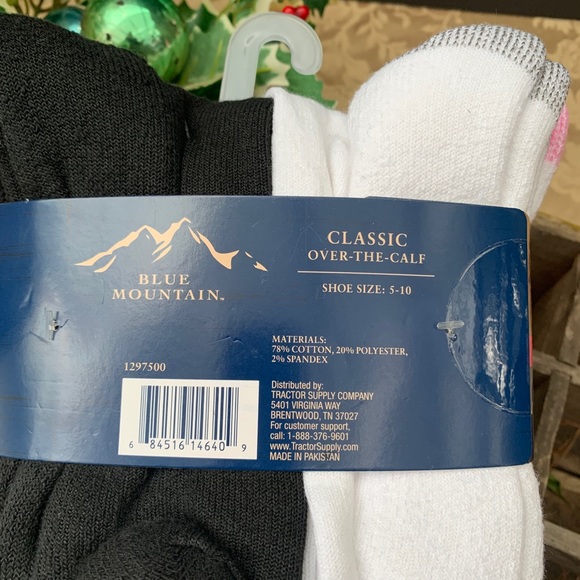 BLUE
MOUNTAIN™
CLASSIC
OVER-THE-CALF
SHOE SIZE: 5-10
MATERIALS:
78% COTTON, 20% POLYESTER,
2% SPANDEX
1297500
6 84516 14640 9
Distributed by:
TRACTOR SUPPLY COMPANY
5401 VIRGINIA WAY
BRENTWOOD, TN 37027
For customer support,
call: 1-888-376-9601
www.TractorSupply.com
MADE IN PAKISTAN